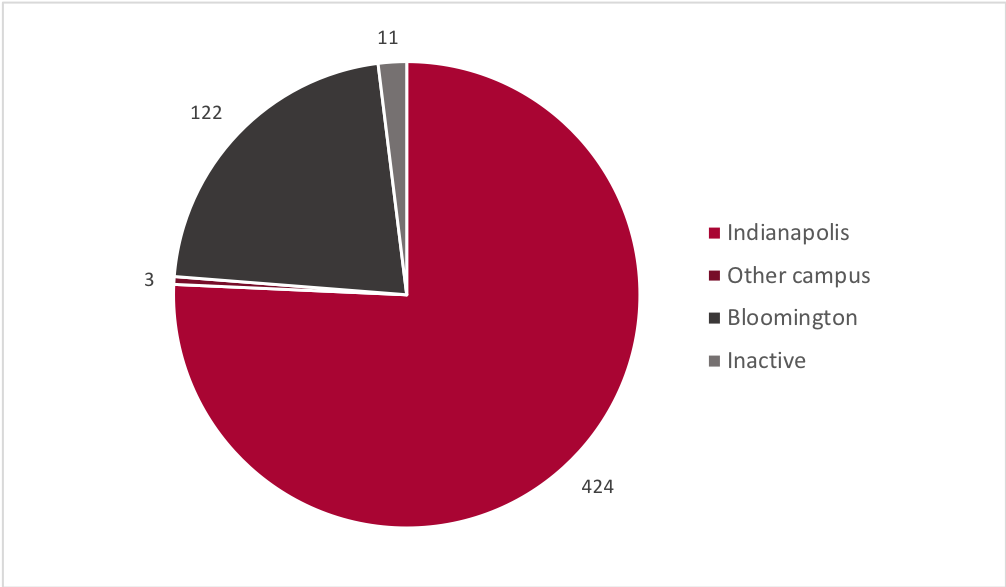 11
122
3
424
Indianapolis
Other campus
Bloomington
Inactive